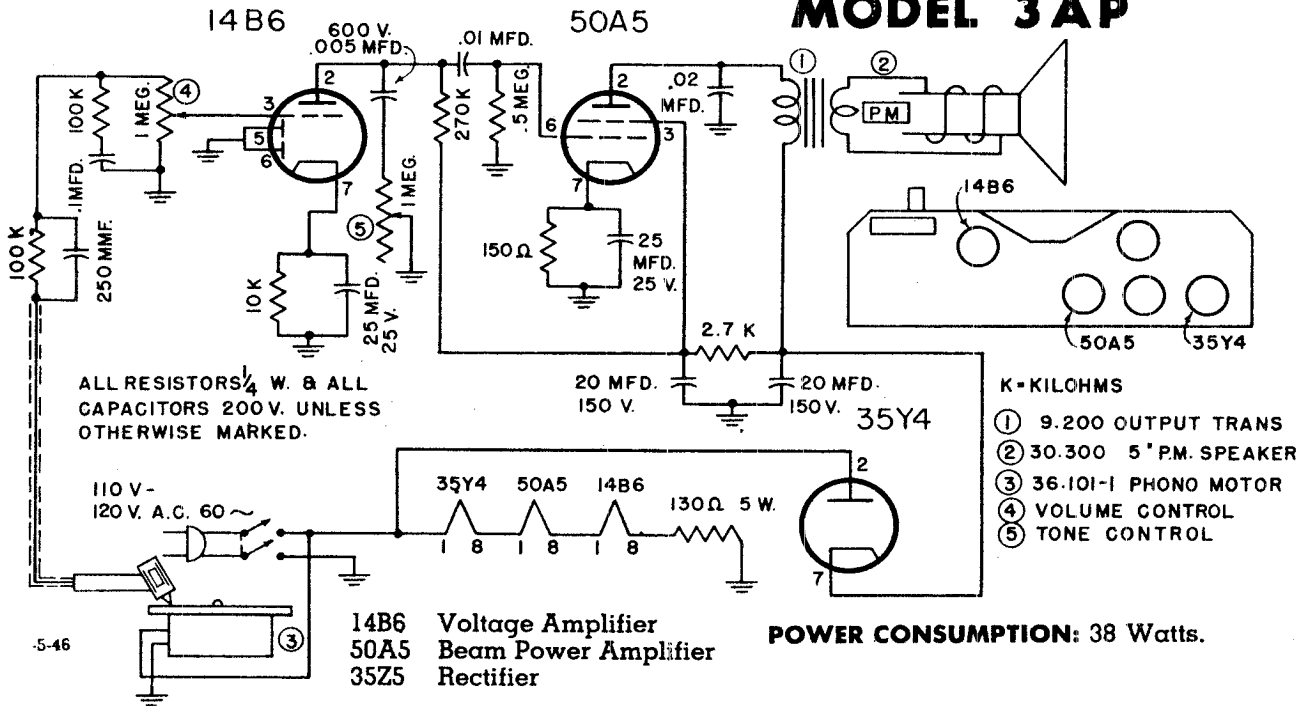 14B6
50A5
MODEL 3AP
600 V.
.005 MFD.
.01 MFD.
1
2
2
2
.02
MFD.
PM
100K
1 MEG.
4
3
5
6
7
270K
.5 MEG.
6
3
7
.1MFD.
1 MEG.
5
14B6
100 K
250 MMF.
10K
25 MFD.
25 V.
150Ω
25
MFD.
25 V.
2.7 K
50A5
35Y4
ALL RESISTORS 1/4 W. & ALL
CAPACITORS 200 V. UNLESS
OTHERWISE MARKED.
20 MFD.
150 V.
20 MFD.
150 V.
35Y4
K=KILOHMS
1 9.200 OUTPUT TRANS
2 30.300 5" P.M. SPEAKER
3 36.101-1 PHONO MOTOR
4 VOLUME CONTROL
5 TONE CONTROL
110 V-
120 V. A.C. 60 ~
35Y4
50A5
14B6
130Ω 5 W.
2
1 8
1 8
1 8
7
3
-5-46
14B6 Voltage Amplifier
50A5 Beam Power Amplifier
35Z5 Rectifier
POWER CONSUMPTION: 38 Watts.